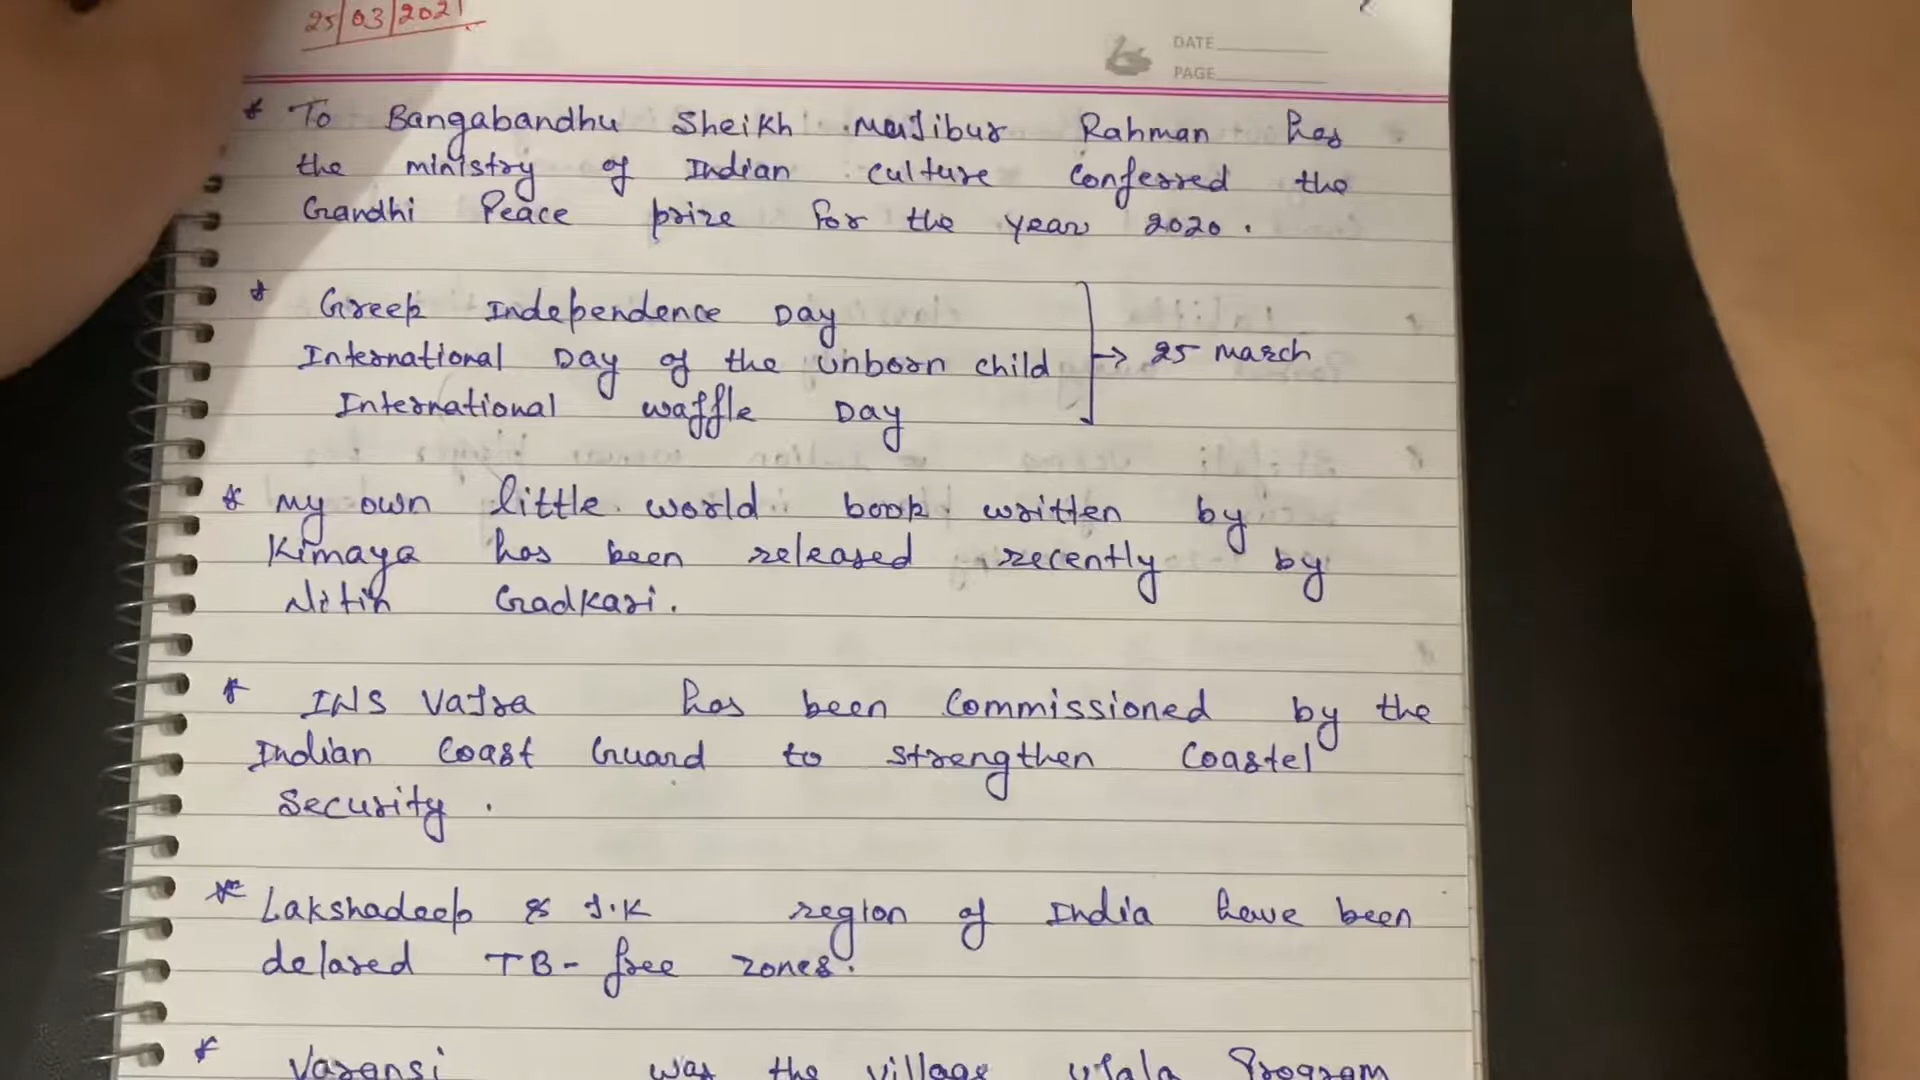 25/03/2021
DATE
PAGE
* To Bangabandhu Sheikh Mujibur Rahman has
the ministry of Indian culture Conferred the
Gandhi Peace prize for the year 2020.
* Greek Independence Day
International Day of the unborn child → 25 March
International waffle Day
* My own little world book written by
Kimaya has been released recently by
Nitin Gadkari.
* INS Vajra has been Commissioned by the
Indian Coast Guard to strengthen Coastel
Security.
* Lakshadeep & J.K region of India have been
delared TB-free zones.
* Varansi was the village Ujala Program